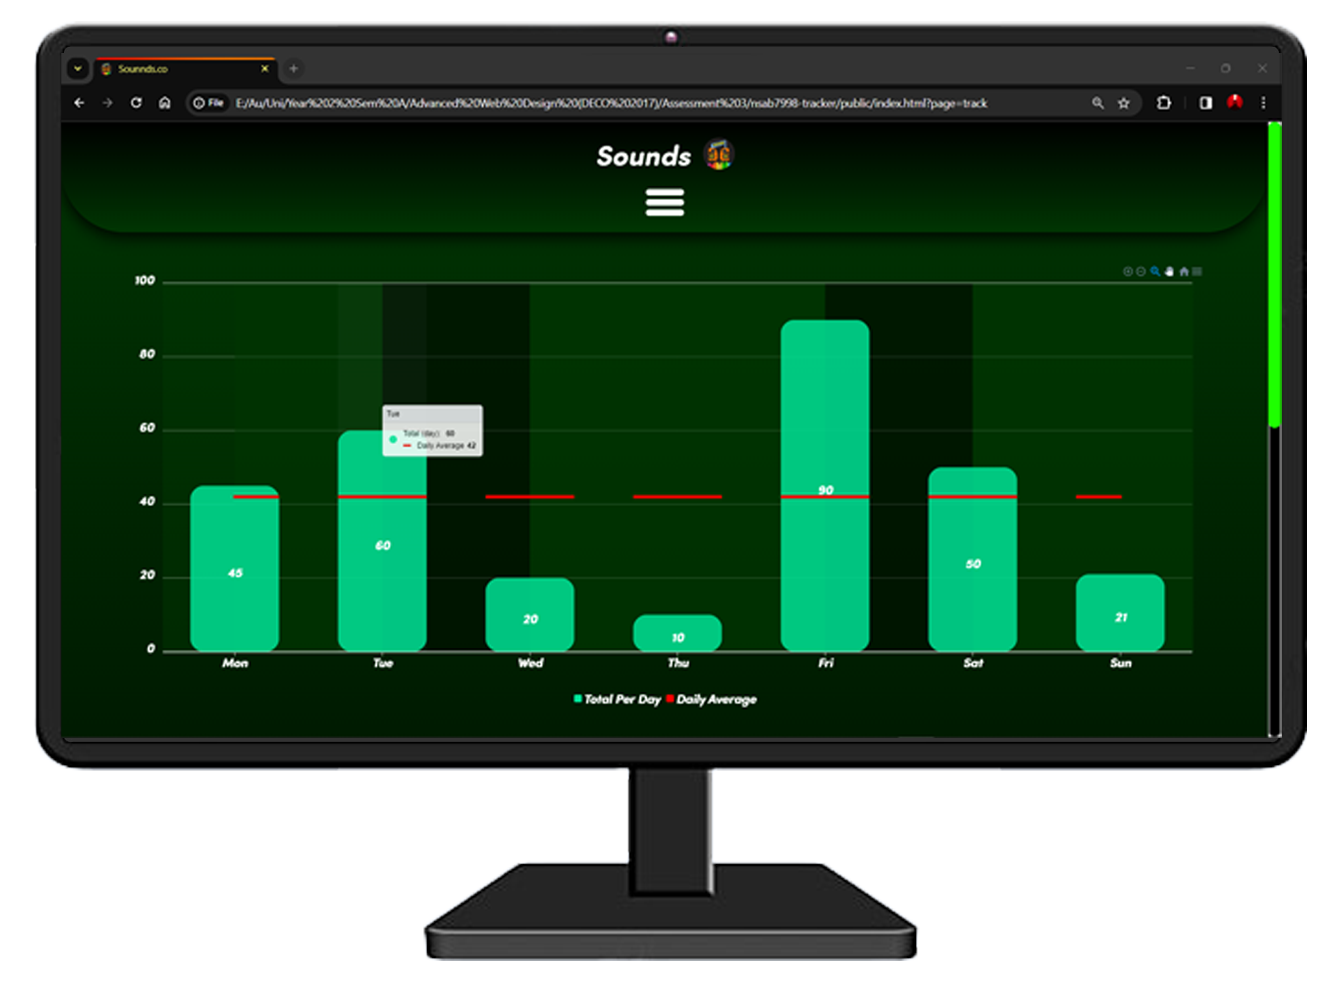 Sounnds.co
File
E:/Au/Uni/Year%202%20Sem%20A/Advanced%20Web%20Design%20(DECO%202017)/Assessment%203/nsab7998-tracker/public/index.html?page=track
Sounds
100
80
60
40
20
0
Tue
Total (day): 60
Daily Average 42
45
60
20
10
90
50
21
Mon Tue Wed Thu Fri Sat Sun
Total Per Day Daily Average